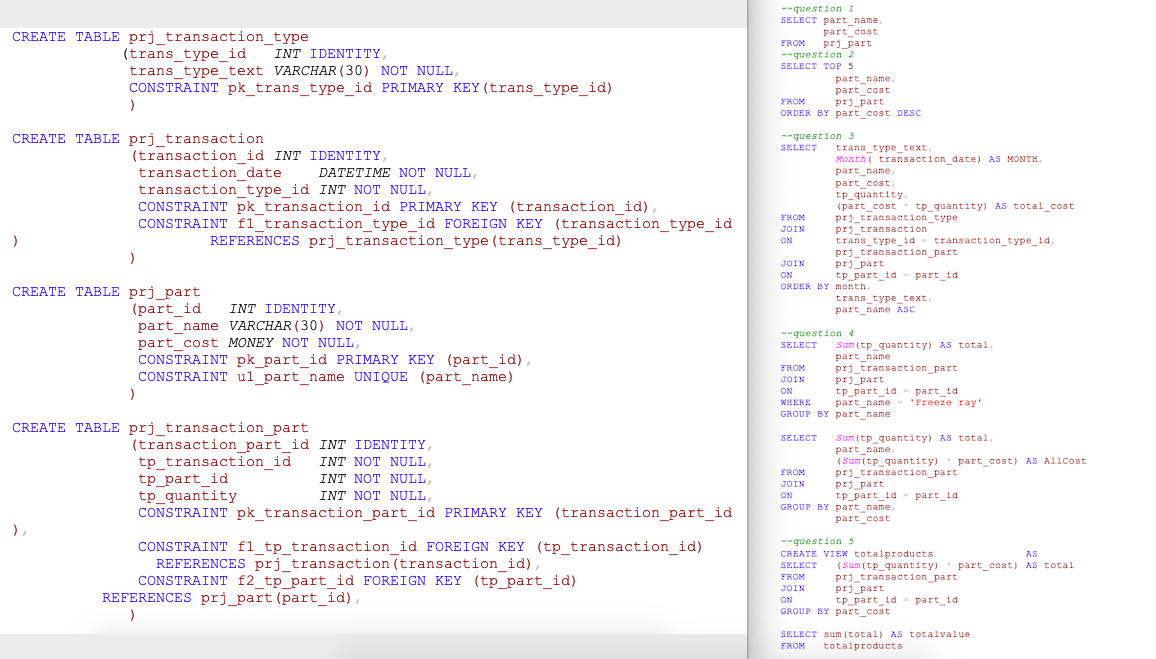 CREATE TABLE prj_transaction_type
(trans_type_id INT IDENTITY,
trans_type_text VARCHAR(30) NOT NULL,
CONSTRAINT pk_trans_type_id PRIMARY KEY(trans_type_id)
)
CREATE TABLE prj_transaction
(transaction_id INT IDENTITY,
transaction_date DATETIME NOT NULL,
transaction_type_id INT NOT NULL,
CONSTRAINT pk_transaction_id PRIMARY KEY (transaction_id),
CONSTRAINT f1_transaction_type_id FOREIGN KEY (transaction_type_id
) REFERENCES prj_transaction_type(trans_type_id)
)
CREATE TABLE prj_part
(part_id INT IDENTITY,
part_name VARCHAR(30) NOT NULL,
part_cost MONEY NOT NULL,
CONSTRAINT pk_part_id PRIMARY KEY (part_id),
CONSTRAINT u1_part_name UNIQUE (part_name)
)
CREATE TABLE prj_transaction_part
(transaction_part_id INT IDENTITY,
tp_transaction_id INT NOT NULL,
tp_part_id INT NOT NULL,
tp_quantity INT NOT NULL,
CONSTRAINT pk_transaction_part_id PRIMARY KEY (transaction_part_id
),
CONSTRAINT f1_tp_transaction_id FOREIGN KEY (tp_transaction_id)
REFERENCES prj_transaction(transaction_id),
CONSTRAINT f2_tp_part_id FOREIGN KEY (tp_part_id)
REFERENCES prj_part(part_id),
)
--question 1
SELECT part_name,
part_cost
FROM prj_part
--question 2
SELECT TOP 5
part_name,
part_cost
FROM prj_part
ORDER BY part_cost DESC
--question 3
SELECT trans_type_text,
Month( transaction_date) AS MONTH,
part_name,
part_cost,
tp_quantity,
(part_cost * tp_quantity) AS total_cost
FROM prj_transaction_type
JOIN prj_transaction
ON trans_type_id = transaction_type_id,
prj_transaction_part
JOIN prj_part
ON tp_part_id = part_id
ORDER BY month,
trans_type_text,
part_name ASC
--question 4
SELECT Sum(tp_quantity) AS total,
part_name
FROM prj_transaction_part
JOIN prj_part
ON tp_part_id = part_id
WHERE part_name = 'Freeze ray'
GROUP BY part_name
SELECT Sum(tp_quantity) AS total,
part_name,
(Sum(tp_quantity) * part_cost) AS AllCost
FROM prj_transaction_part
JOIN prj_part
ON tp_part_id = part_id
GROUP BY part_name,
part_cost
--question 5
CREATE VIEW totalproducts AS
SELECT (Sum(tp_quantity) * part_cost) AS total
FROM prj_transaction_part
JOIN prj_part
ON tp_part_id = part_id
GROUP BY part_cost
SELECT sum(total) AS totalvalue
FROM totalproducts